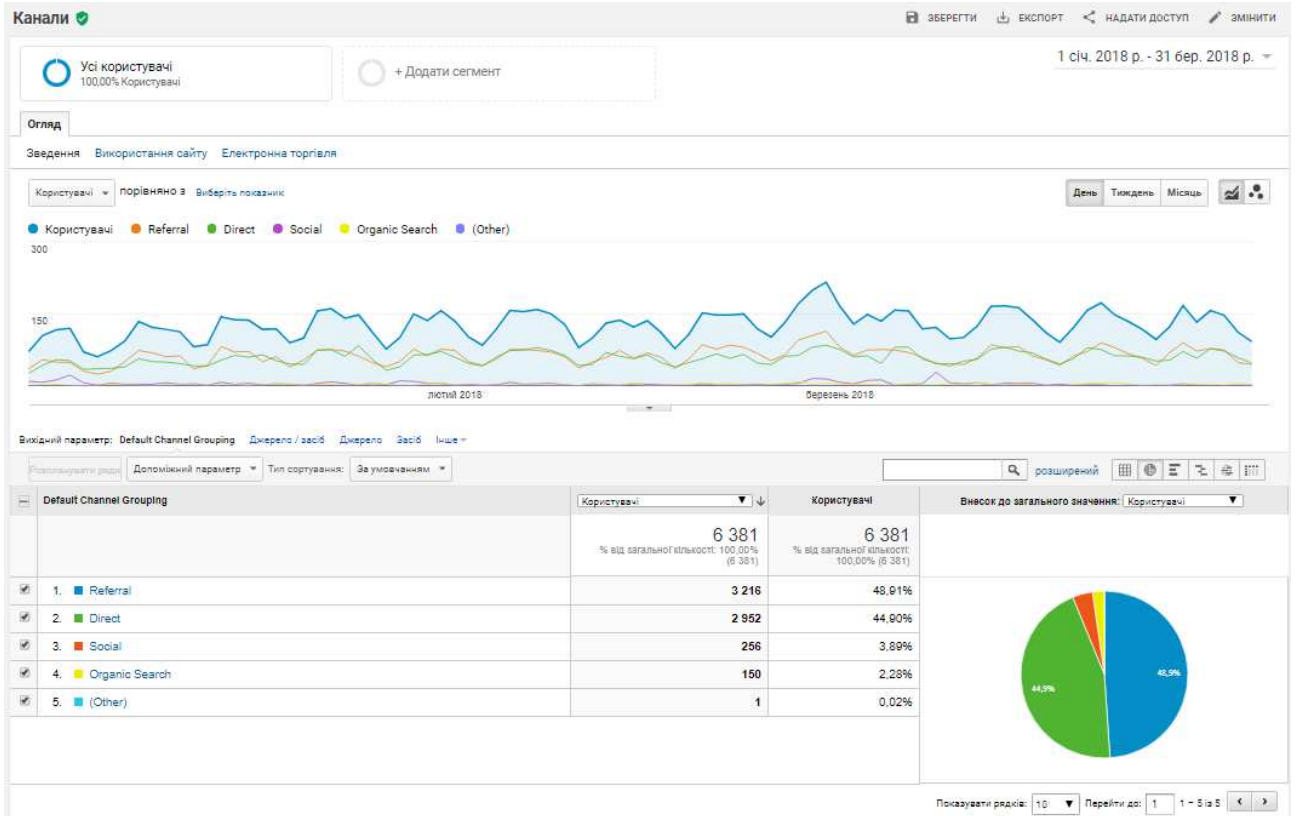 Канали
ЗБЕРЕГТИ ЕКСПОРТ НАДАТИ ДОСТУП ЗМІНИТИ
Усі користувачі
100,00% Користувачі
+ Додати сегмент
1 січ. 2018 р. - 31 бер. 2018 р.
Огляд
Зведення Використання сайту Електронна торгівля
Користувачі порівняно з Виберіть показник
День Тиждень Місяць
Користувачі Referral Direct Social Organic Search (Other)
300
150
лютий 2018 березень 2018
Вихідний параметр: Default Channel Grouping Джерело / засіб Джерело Засіб Інше
Розпланувати ряди Допоміжний параметр Тип сортування: За умовчанням розширений
Default Channel Grouping Користувачі Користувачі Внесок до загального значення: Користувачі
6 381 6 381
% від загальної кількості: 100,00% % від загальної кількості:
(6 381) 100,00% (6 381)
1. Referral 3 216 48,91%
2. Direct 2 952 44,90%
3. Social 256 3,89%
4. Organic Search 150 2,28%
5. (Other) 1 0,02%
44,9% 48,9%
Показувати рядків: 10 Перейти до: 1 1 – 5 із 5